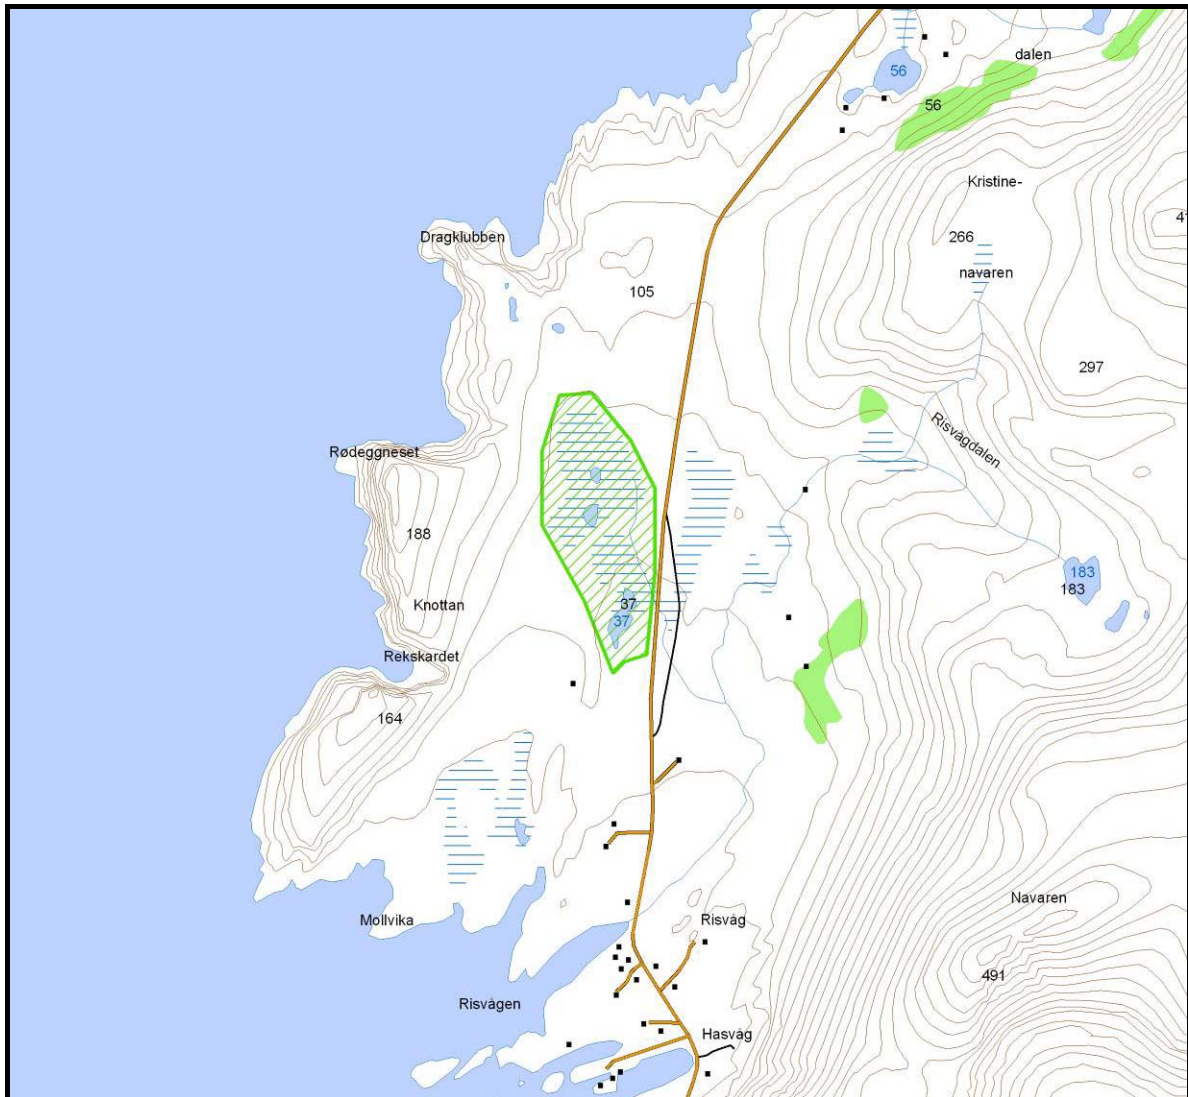 dalen
56
56
Kristine-
41
Dragklubben
266
navaren
105
297
Risvågdalen
Rødeggneset
188
183
183
Knottan
37
37
Rekskardet
164
Navaren
Mollvika
Risvåg
491
Risvågen
Hasvåg